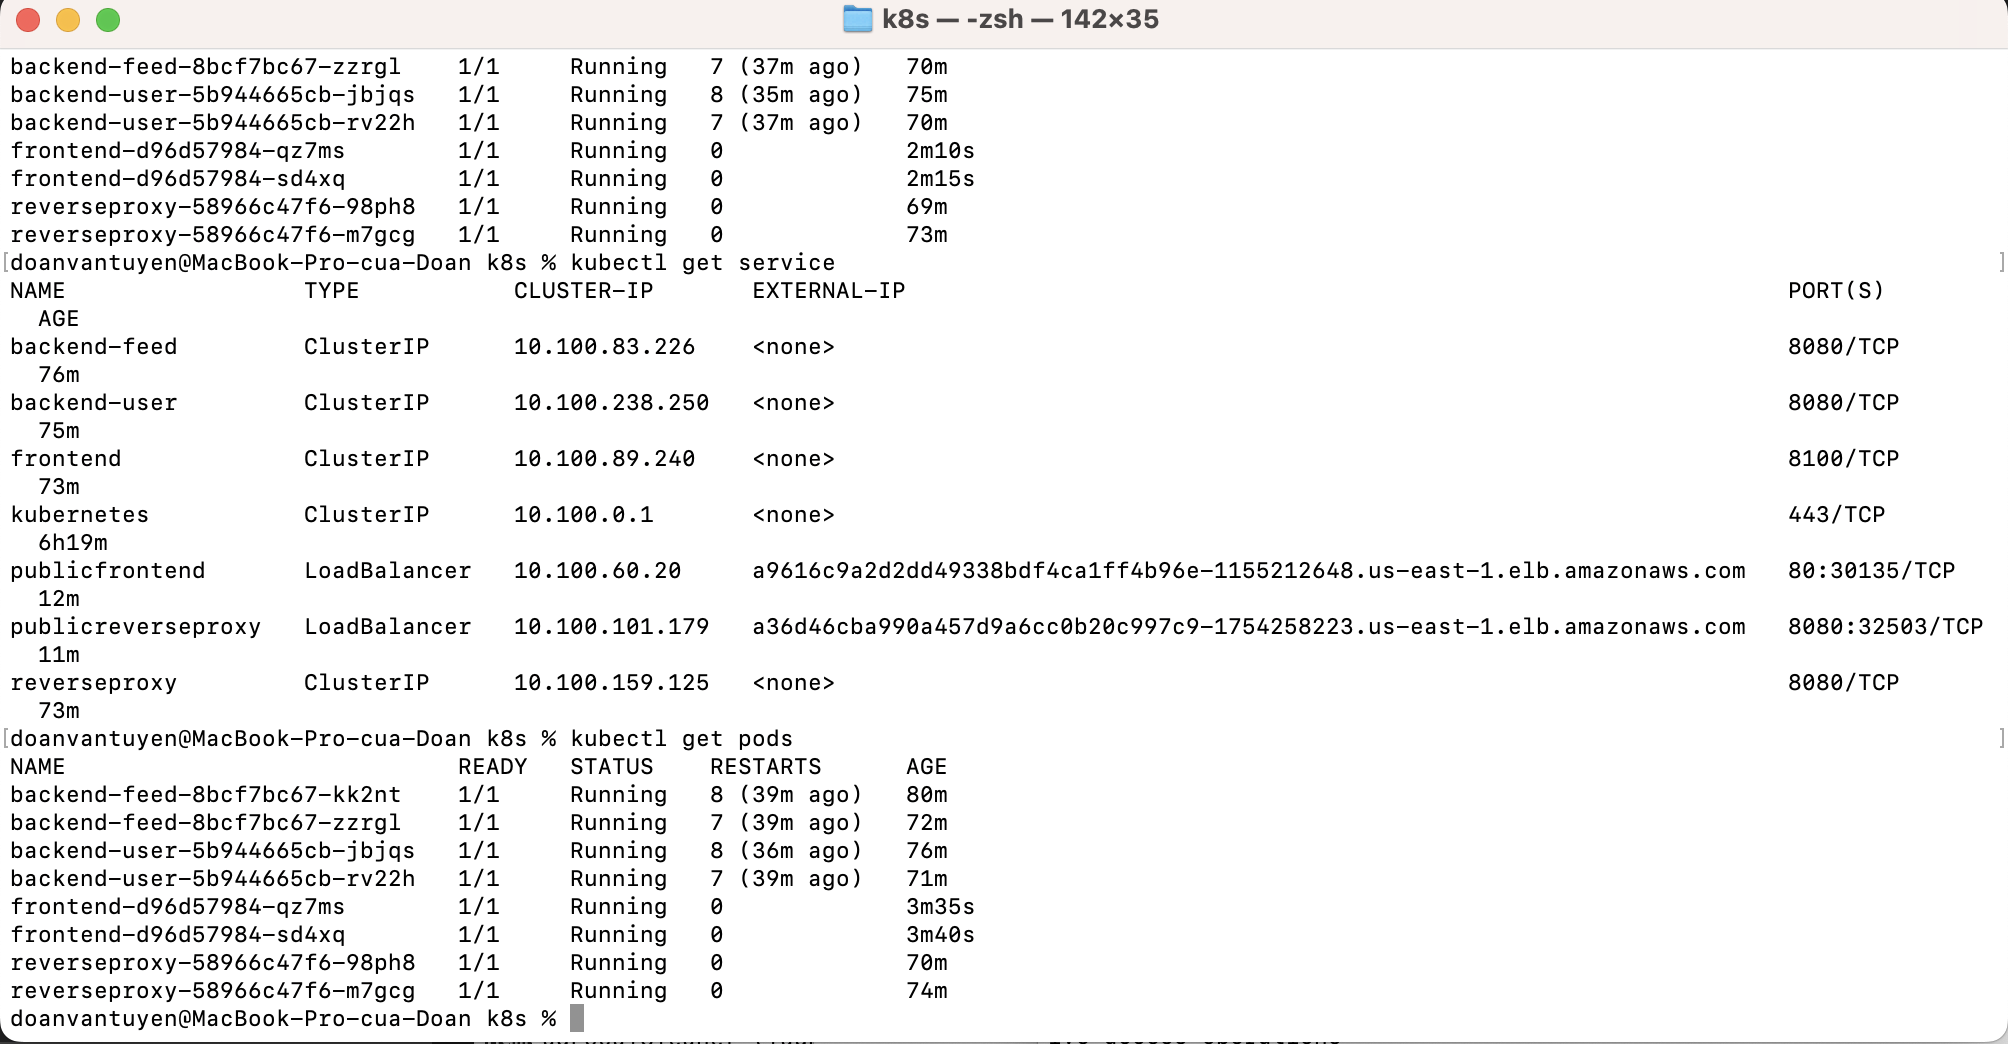 k8s — -zsh — 142×35
backend-feed-8bcf7bc67-zzrgl 1/1 Running 7 (37m ago) 70m
backend-user-5b944665cb-jbjqs 1/1 Running 8 (35m ago) 75m
backend-user-5b944665cb-rv22h 1/1 Running 7 (37m ago) 70m
frontend-d96d57984-qz7ms 1/1 Running 0 2m10s
frontend-d96d57984-sd4xq 1/1 Running 0 2m15s
reverseproxy-58966c47f6-98ph8 1/1 Running 0 69m
reverseproxy-58966c47f6-m7gcg 1/1 Running 0 73m
[doanvantuyen@MacBook-Pro-cua-Doan k8s % kubectl get service ]
NAME TYPE CLUSTER-IP EXTERNAL-IP PORT(S)
AGE
backend-feed ClusterIP 10.100.83.226 <none> 8080/TCP
76m
backend-user ClusterIP 10.100.238.250 <none> 8080/TCP
75m
frontend ClusterIP 10.100.89.240 <none> 8100/TCP
73m
kubernetes ClusterIP 10.100.0.1 <none> 443/TCP
6h19m
publicfrontend LoadBalancer 10.100.60.20 a9616c9a2d2dd49338bdf4ca1ff4b96e-1155212648.us-east-1.elb.amazonaws.com 80:30135/TCP
12m
publicreverseproxy LoadBalancer 10.100.101.179 a36d46cba990a457d9a6cc0b20c997c9-1754258223.us-east-1.elb.amazonaws.com 8080:32503/TCP
11m
reverseproxy ClusterIP 10.100.159.125 <none> 8080/TCP
73m
[doanvantuyen@MacBook-Pro-cua-Doan k8s % kubectl get pods ]
NAME READY STATUS RESTARTS AGE
backend-feed-8bcf7bc67-kk2nt 1/1 Running 8 (39m ago) 80m
backend-feed-8bcf7bc67-zzrgl 1/1 Running 7 (39m ago) 72m
backend-user-5b944665cb-jbjqs 1/1 Running 8 (36m ago) 76m
backend-user-5b944665cb-rv22h 1/1 Running 7 (39m ago) 71m
frontend-d96d57984-qz7ms 1/1 Running 0 3m35s
frontend-d96d57984-sd4xq 1/1 Running 0 3m40s
reverseproxy-58966c47f6-98ph8 1/1 Running 0 70m
reverseproxy-58966c47f6-m7gcg 1/1 Running 0 74m
doanvantuyen@MacBook-Pro-cua-Doan k8s %